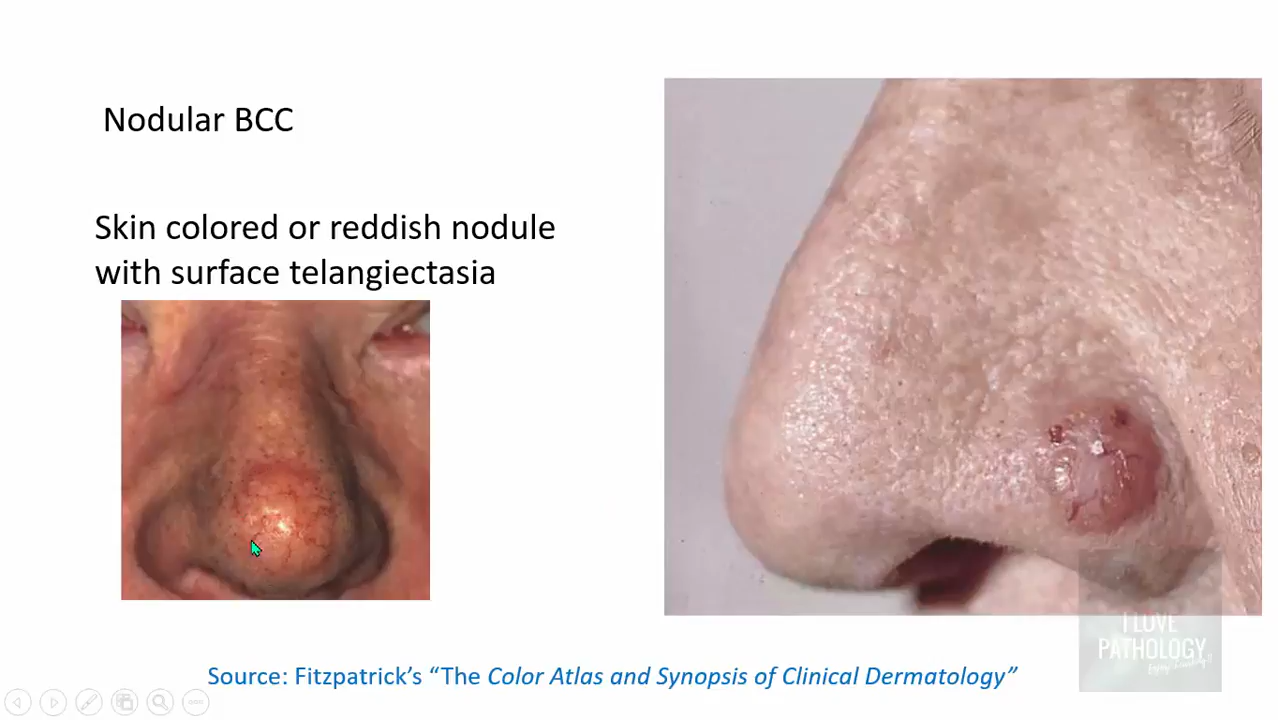 Nodular BCC
Skin colored or reddish nodule
with surface telangiectasia
Source: Fitzpatrick’s “The Color Atlas and Synopsis of Clinical Dermatology”
I LOVE
PATHOLOGY